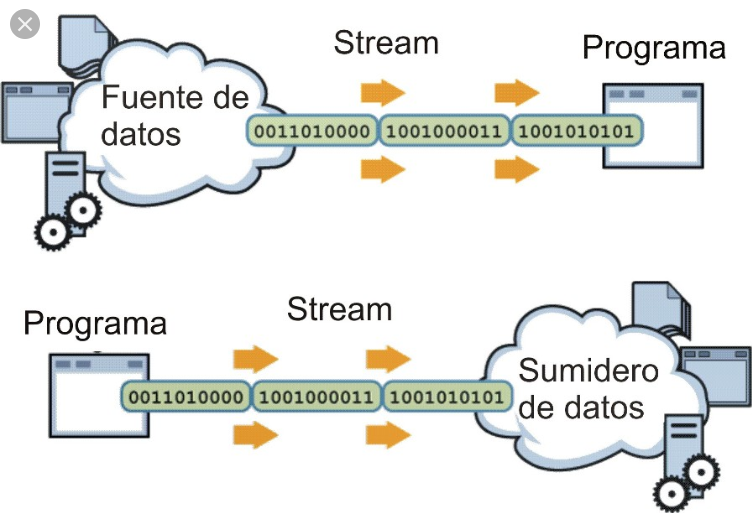 Stream
Programa
Fuente de
datos
0011010000 1001000011 1001010101
Programa
Stream
Sumidero
de datos
0011010000 1001000011 1001010101